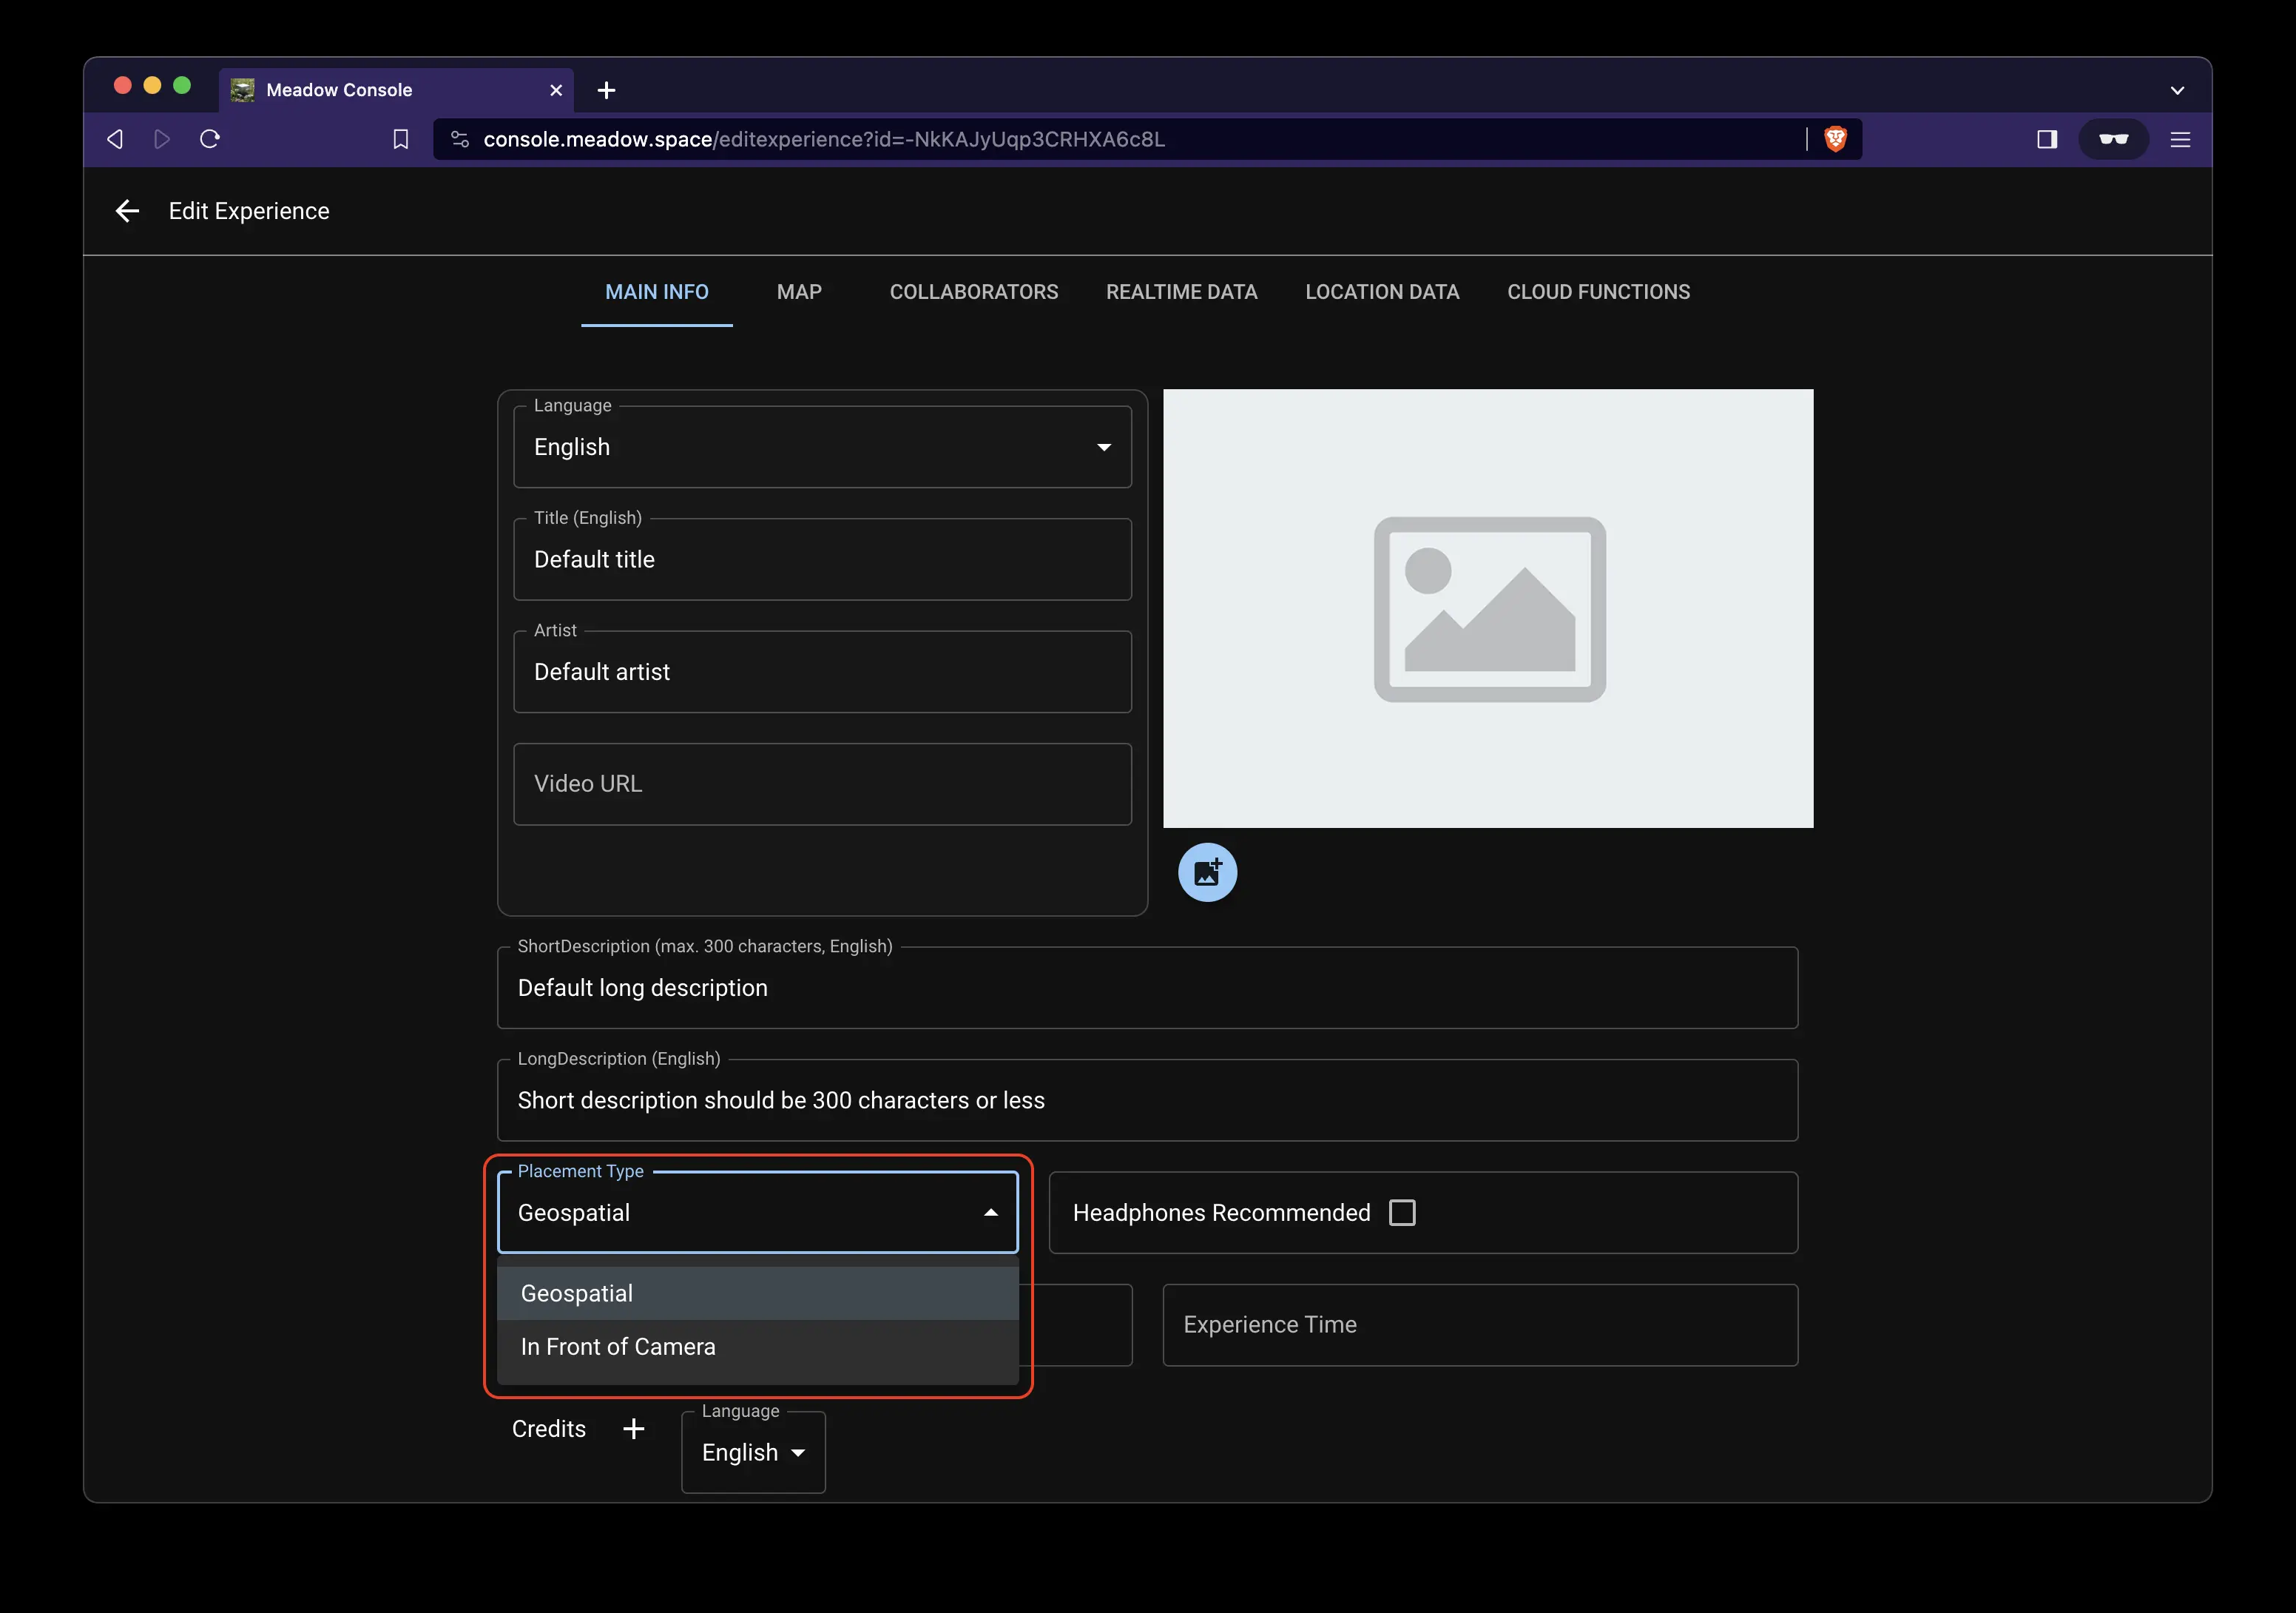 Meadow Console
console.meadow.space/editexperience?id=-NkKAJyUqp3CRHXA6c8L
Edit Experience
MAIN INFO
MAP
COLLABORATORS
REALTIME DATA
LOCATION DATA
CLOUD FUNCTIONS
Language
English
Title (English)
Default title
Artist
Default artist
Video URL
ShortDescription (max. 300 characters, English)
Default long description
LongDescription (English)
Short description should be 300 characters or less
Placement Type
Geospatial
Headphones Recommended
Geospatial
In Front of Camera
Experience Time
Credits
Language
English